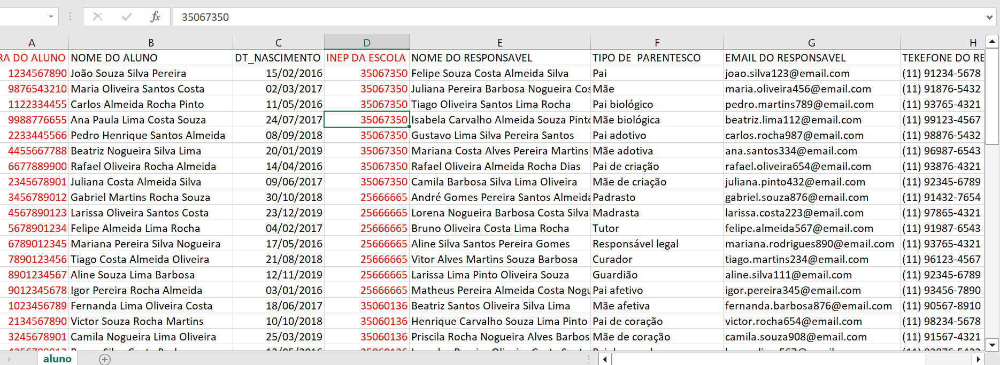 fx 35067350
A B C D E F G H
RA DO ALUNO NOME DO ALUNO DT_NASCIMENTO INEP DA ESCOLA NOME DO RESPONSAVEL TIPO DE  PARENTESCO EMAIL DO RESPONSAVEL TEKEFONE DO RE
1234567890 João Souza Silva Pereira 15/02/2016 35067350 Felipe Souza Costa Almeida Silva Pai joao.silva123@email.com (11) 91234-5678
9876543210 Maria Oliveira Santos Costa 02/03/2017 35067350 Juliana Pereira Barbosa Nogueira Cos Mãe maria.oliveira456@email.com (11) 91876-5432
1122334455 Carlos Almeida Rocha Pinto 11/05/2016 35067350 Tiago Oliveira Santos Lima Rocha Pai biológico pedro.martins789@email.com (11) 93765-4321
9988776655 Ana Paula Lima Costa Souza 24/07/2017 35067350 Isabela Carvalho Almeida Souza Pinto Mãe biológica beatriz.lima112@email.com (11) 99123-4567
2233445566 Pedro Henrique Santos Almeida 08/09/2018 35067350 Gustavo Lima Silva Pereira Santos Pai adotivo carlos.rocha987@email.com (11) 98876-5432
4455667788 Beatriz Nogueira Silva Lima 20/01/2019 35067350 Mariana Costa Alves Pereira Martins Mãe adotiva ana.santos334@email.com (11) 96987-6543
6677889900 Rafael Oliveira Rocha Almeida 14/04/2016 35067350 Rafael Oliveira Almeida Rocha Dias Pai de criação rafael.oliveira654@email.com (11) 93876-4321
2345678901 Juliana Costa Almeida Silva 09/06/2017 35067350 Camila Barbosa Silva Lima Oliveira Mãe de criação juliana.pinto432@email.com (11) 92345-6789
3456789012 Gabriel Martins Rocha Souza 30/10/2018 25666665 André Gomes Pereira Santos Almeida Padrasto gabriel.souza876@email.com (11) 91432-7654
4567890123 Larissa Oliveira Santos Costa 23/12/2019 25666665 Lorena Nogueira Barbosa Costa Silva Madrasta larissa.costa223@email.com (11) 97865-4321
5678901234 Felipe Almeida Lima Rocha 04/02/2017 25666665 Bruno Oliveira Costa Lima Rocha Tutor felipe.almeida567@email.com (11) 91987-6543
6789012345 Mariana Pereira Silva Nogueira 17/05/2016 25666665 Aline Silva Santos Pereira Gomes Responsável legal mariana.rodrigues890@email.com (11) 93765-4321
7890123456 Tiago Costa Almeida Oliveira 21/08/2018 25666665 Vitor Alves Martins Souza Barbosa Curador tiago.martins234@email.com (11) 96123-4567
8901234567 Aline Souza Lima Barbosa 12/11/2019 25666665 Larissa Lima Pinto Oliveira Souza Guardião aline.silva111@email.com (11) 92345-6789
9012345678 Igor Pereira Rocha Almeida 03/01/2016 25666665 Matheus Pereira Almeida Costa Nogu Pai afetivo igor.pereira345@email.com (11) 93456-7890
1023456789 Fernanda Lima Oliveira Costa 18/06/2017 35060136 Beatriz Santos Oliveira Silva Lima Mãe afetiva fernanda.barbosa876@email.com (11) 90567-8910
2134567890 Victor Souza Rocha Martins 10/10/2018 35060136 Henrique Carvalho Souza Lima Pinto Pai de coração victor.rocha654@email.com (11) 98234-5678
3245678901 Camila Nogueira Lima Oliveira 25/03/2019 35060136 Priscila Rocha Nogueira Alves Barbos Mãe de coração camila.souza908@email.com (11) 91567-4321
aluno